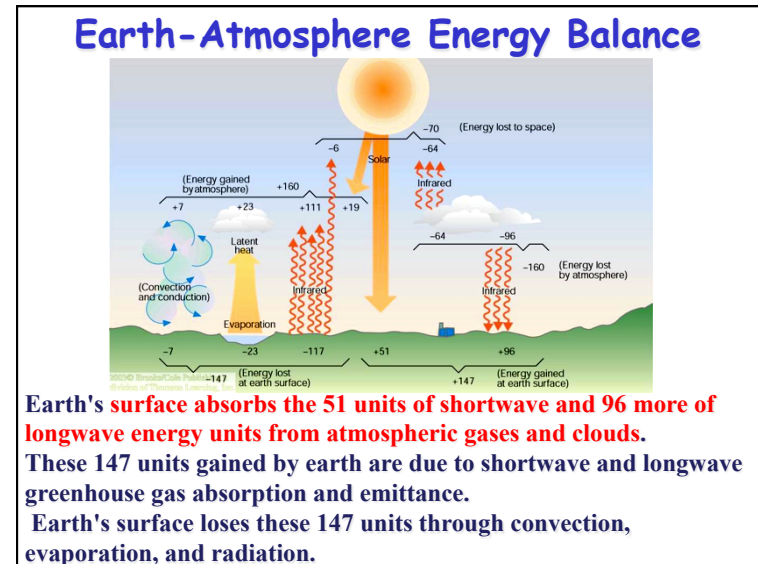 Earth-Atmosphere Energy Balance
−70 (Energy lost to space)
−6 −64
Solar
(Energy gained
by atmosphere) +160
Infrared
+7 +23 +111 +19
Latent
heat
−64 −96
−160 (Energy lost
by atmosphere)
(Convection
and conduction)
Infrared
Infrared
Evaporation
−7 −23 −117 +51 +96
−147 (Energy lost
at earth surface)
+147 (Energy gained
at earth surface)
Earth's surface absorbs the 51 units of shortwave and 96 more of
longwave energy units from atmospheric gases and clouds.
These 147 units gained by earth are due to shortwave and longwave
greenhouse gas absorption and emittance.
Earth's surface loses these 147 units through convection,
evaporation, and radiation.